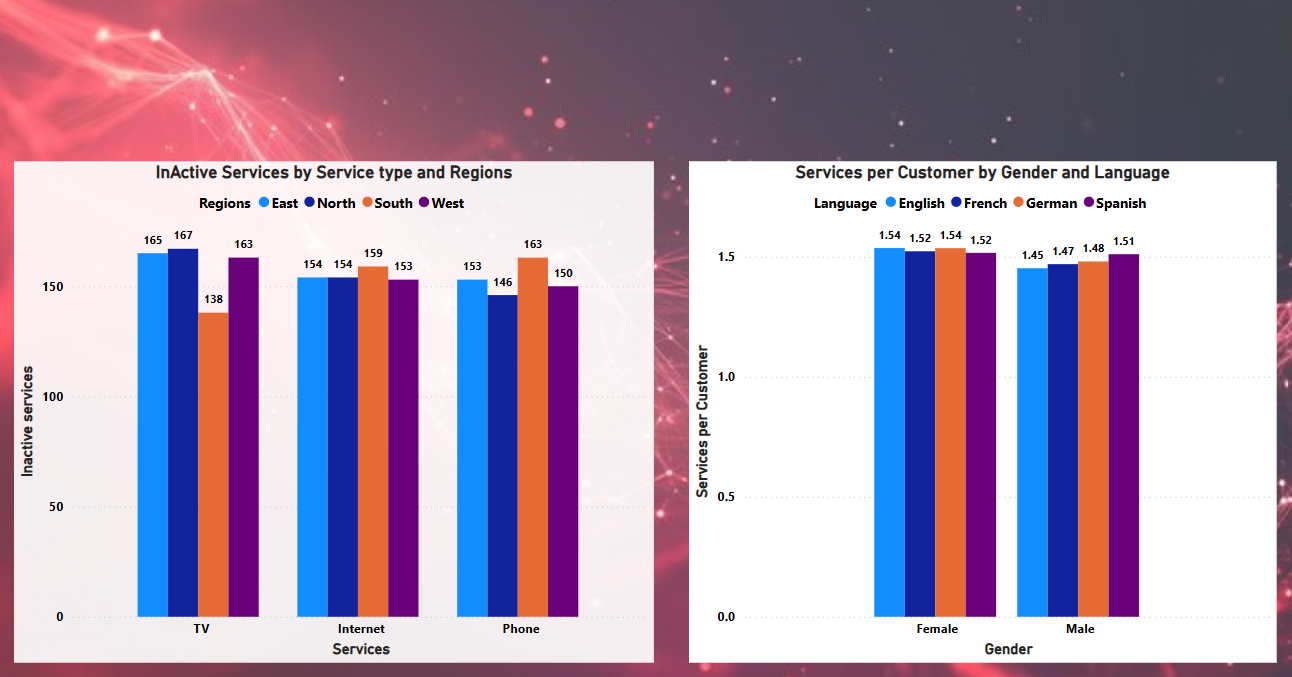 InActive Services by Service type and Regions
Regions East North South West
165 167 138 163
154 154 159 153
153 146 163 150
150
100
50
0
Inactive services
TV Internet Phone
Services
Services per Customer by Gender and Language
Language English French German Spanish
1.54 1.52 1.54 1.52
1.45 1.47 1.48 1.51
1.5
1.0
0.5
0.0
Services per Customer
Female Male
Gender